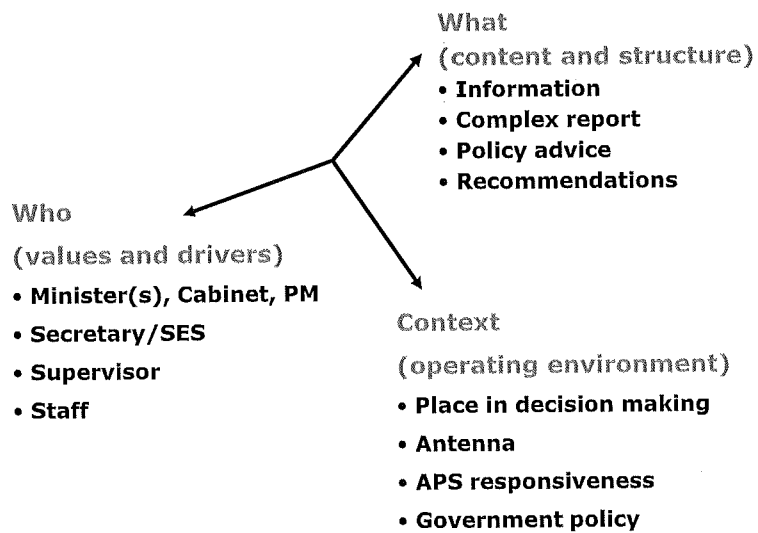 What
(content and structure)
• Information
• Complex report
• Policy advice
• Recommendations
Who
(values and drivers)
• Minister(s), Cabinet, PM
• Secretary/SES
• Supervisor
• Staff
Context
(operating environment)
• Place in decision making
• Antenna
• APS responsiveness
• Government policy